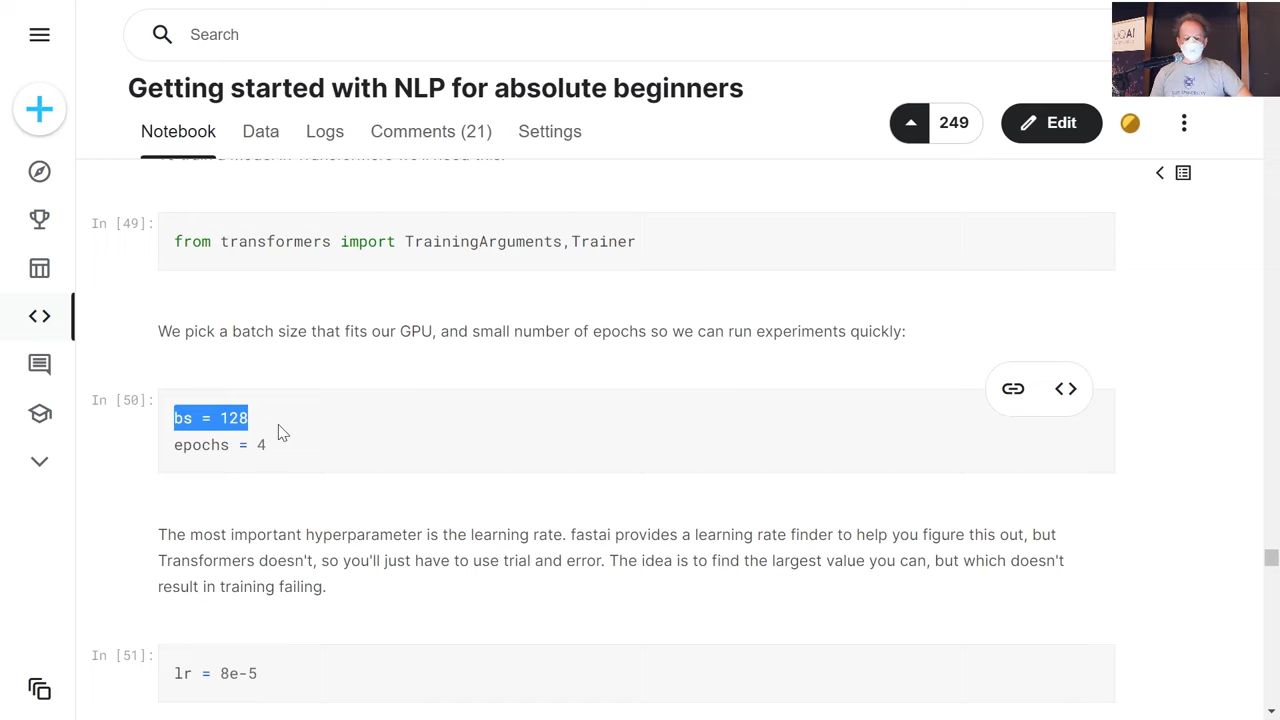 Search
UQAI
Getting started with NLP for absolute beginners
Notebook Data Logs Comments (21) Settings
249 Edit
In [49]:
from transformers import TrainingArguments,Trainer
We pick a batch size that fits our GPU, and small number of epochs so we can run experiments quickly:
In [50]:
bs = 128
epochs = 4
The most important hyperparameter is the learning rate. fastai provides a learning rate finder to help you figure this out, but
Transformers doesn't, so you'll just have to use trial and error. The idea is to find the largest value you can, but which doesn't
result in training failing.
In [51]:
lr = 8e-5